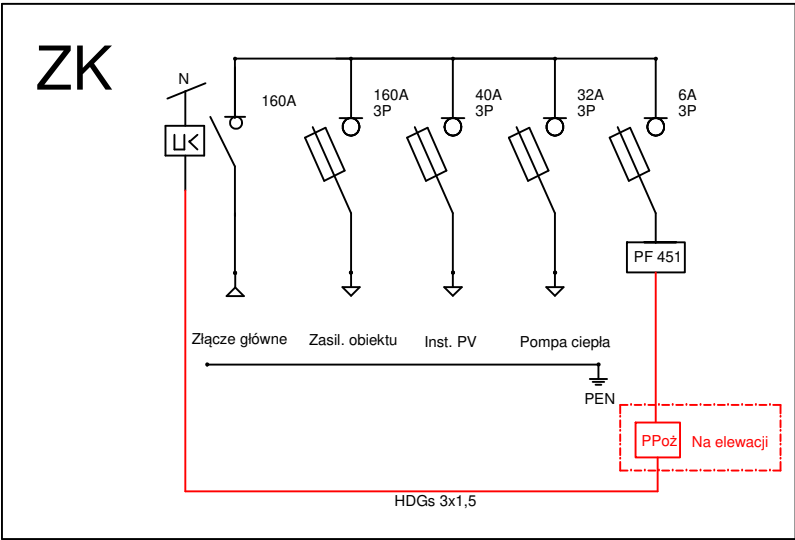 ZK
N
160A
160A
3P
40A
3P
32A
3P
6A
3P
U<
PF 451
Złącze główne
Zasil. obiektu
Inst. PV
Pompa ciepła
PEN
PPoż
Na elewacji
HDGs 3x1,5